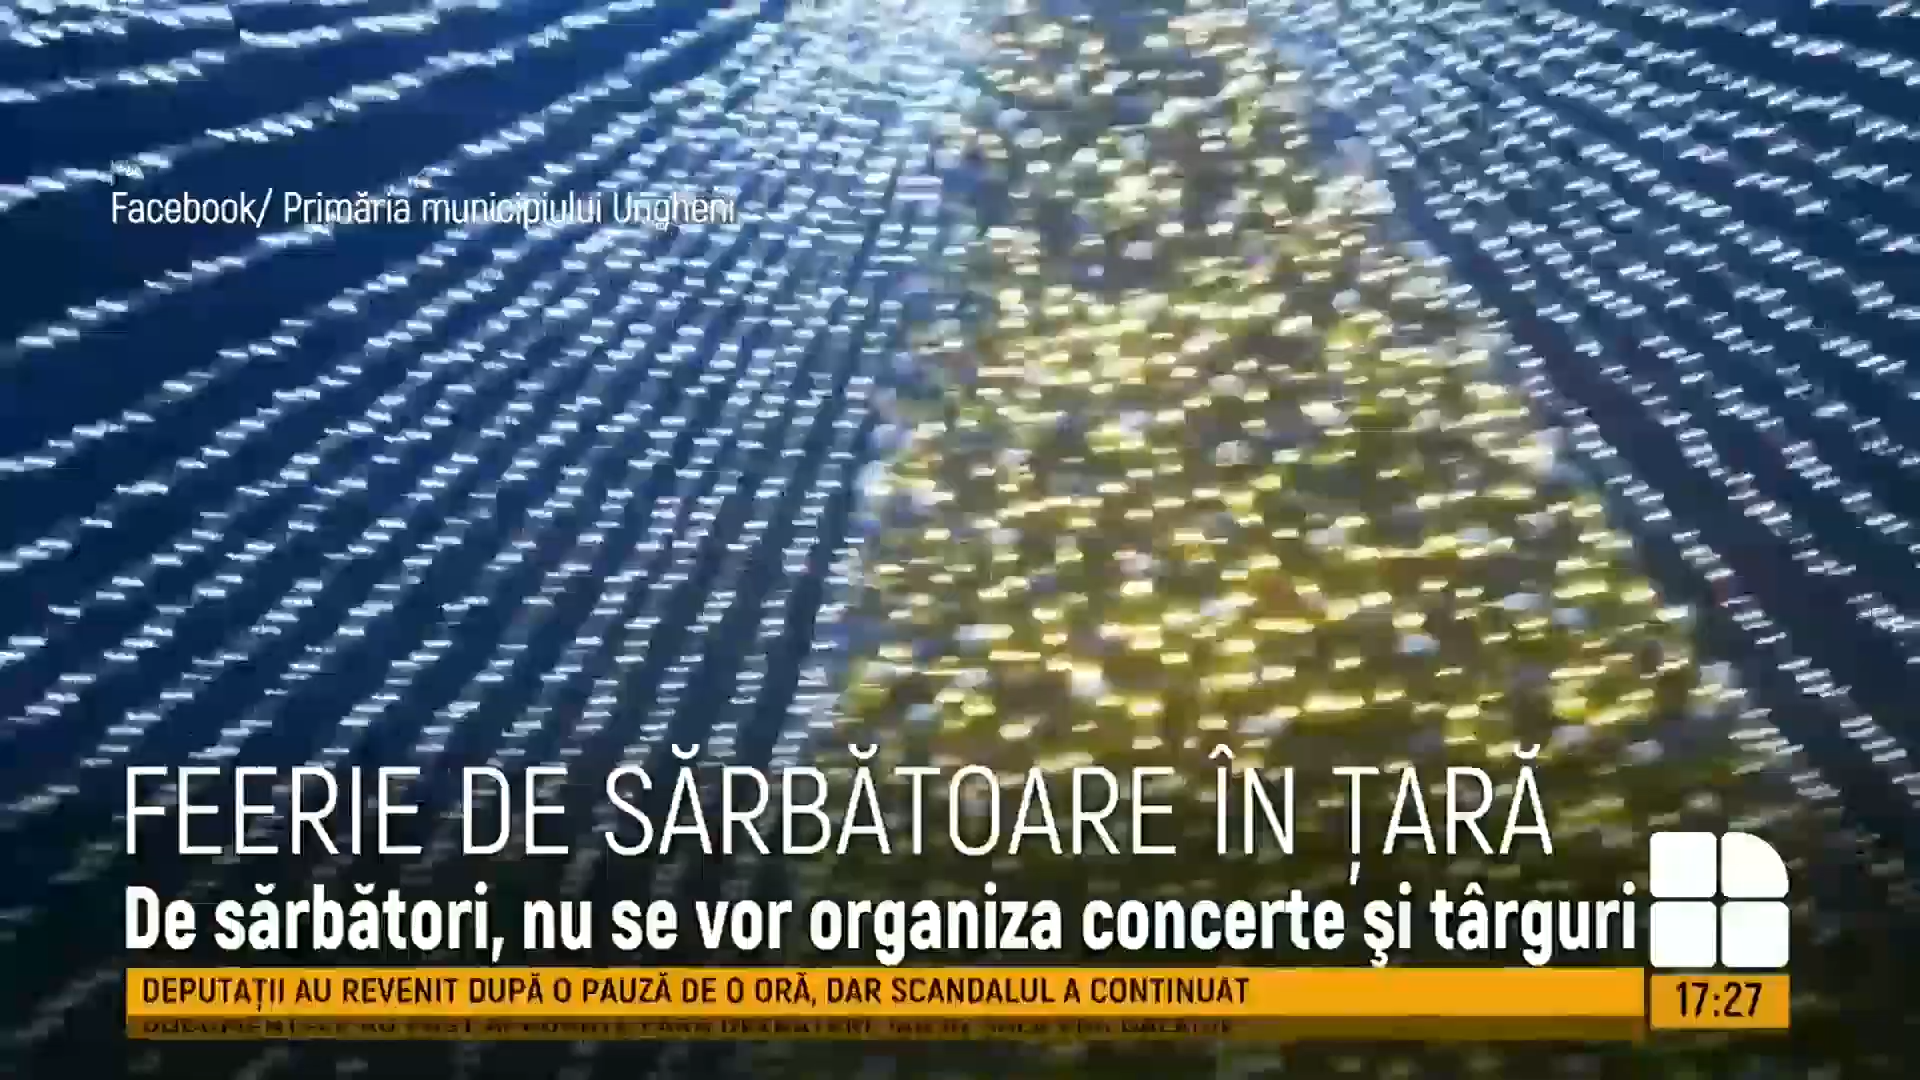 Facebook/ Primăria municipiului Ungheni
FEERIE DE SĂRBĂTOARE ÎN ȚARĂ
De sărbători, nu se vor organiza concerte şi târguri
DEPUTAȚII AU REVENIT DUPĂ O PAUZĂ DE O ORĂ, DAR SCANDALUL A CONTINUAT
17:27